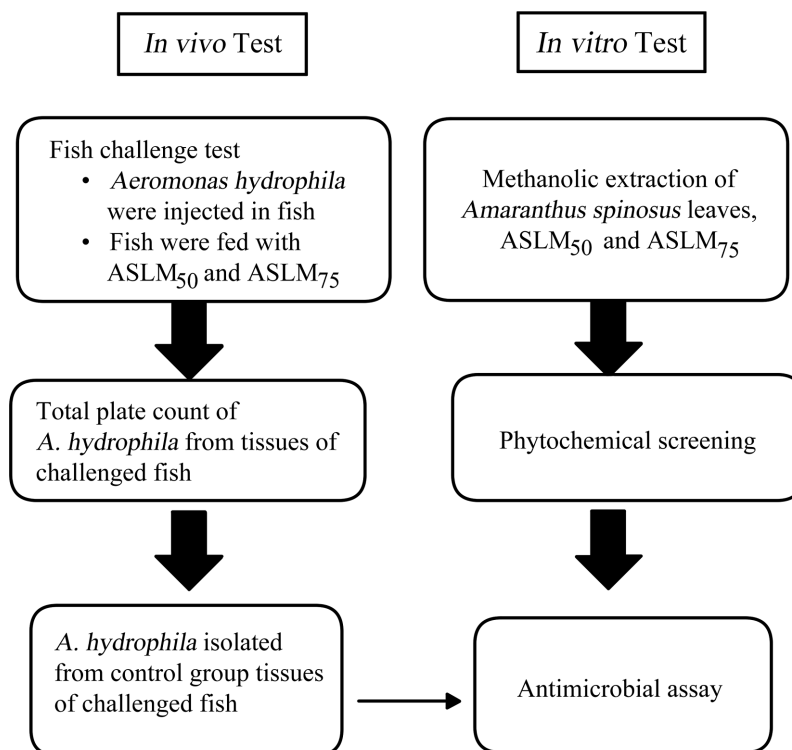 In vivo Test
Fish challenge test
• Aeromonas hydrophila
were injected in fish
• Fish were fed with
ASLM50 and ASLM75
Total plate count of
A. hydrophila from tissues of
challenged fish
A. hydrophila isolated
from control group tissues
of challenged fish
In vitro Test
Methanolic extraction of
Amaranthus spinosus leaves,
ASLM50 and ASLM75
Phytochemical screening
Antimicrobial assay